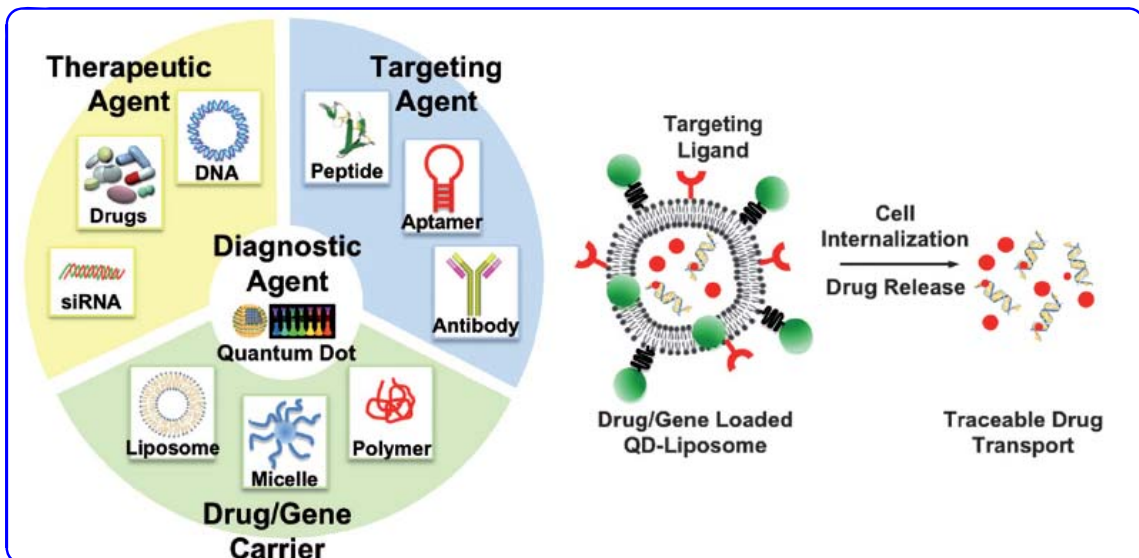 Therapeutic
Agent
DNA
Drugs
siRNA
Targeting
Agent
Peptide
Aptamer
Antibody
Diagnostic
Agent
Quantum Dot
Liposome
Micelle
Polymer
Drug/Gene
Carrier
Targeting
Ligand
Drug/Gene Loaded
QD-Liposome
Cell
Internalization
Drug Release
Traceable Drug
Transport